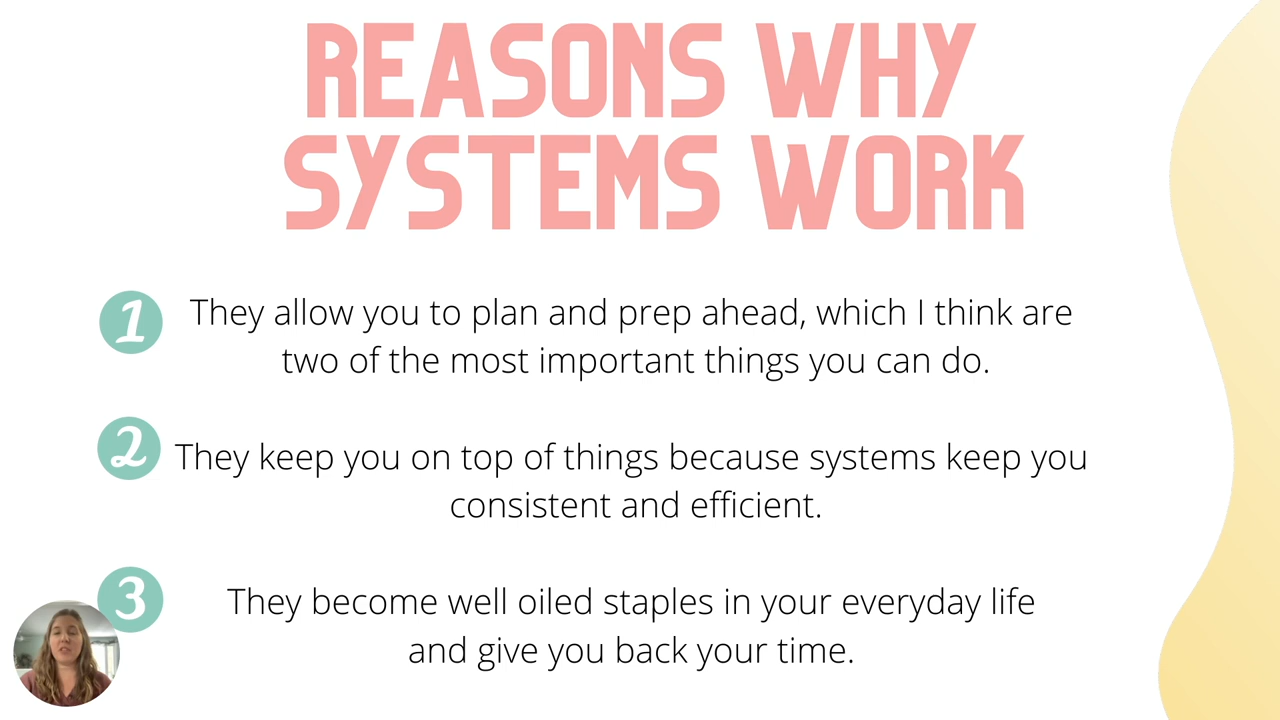 REASONS WHY
SYSTEMS WORK
1 They allow you to plan and prep ahead, which I think are
two of the most important things you can do.
2 They keep you on top of things because systems keep you
consistent and efficient.
3 They become well oiled staples in your everyday life
and give you back your time.